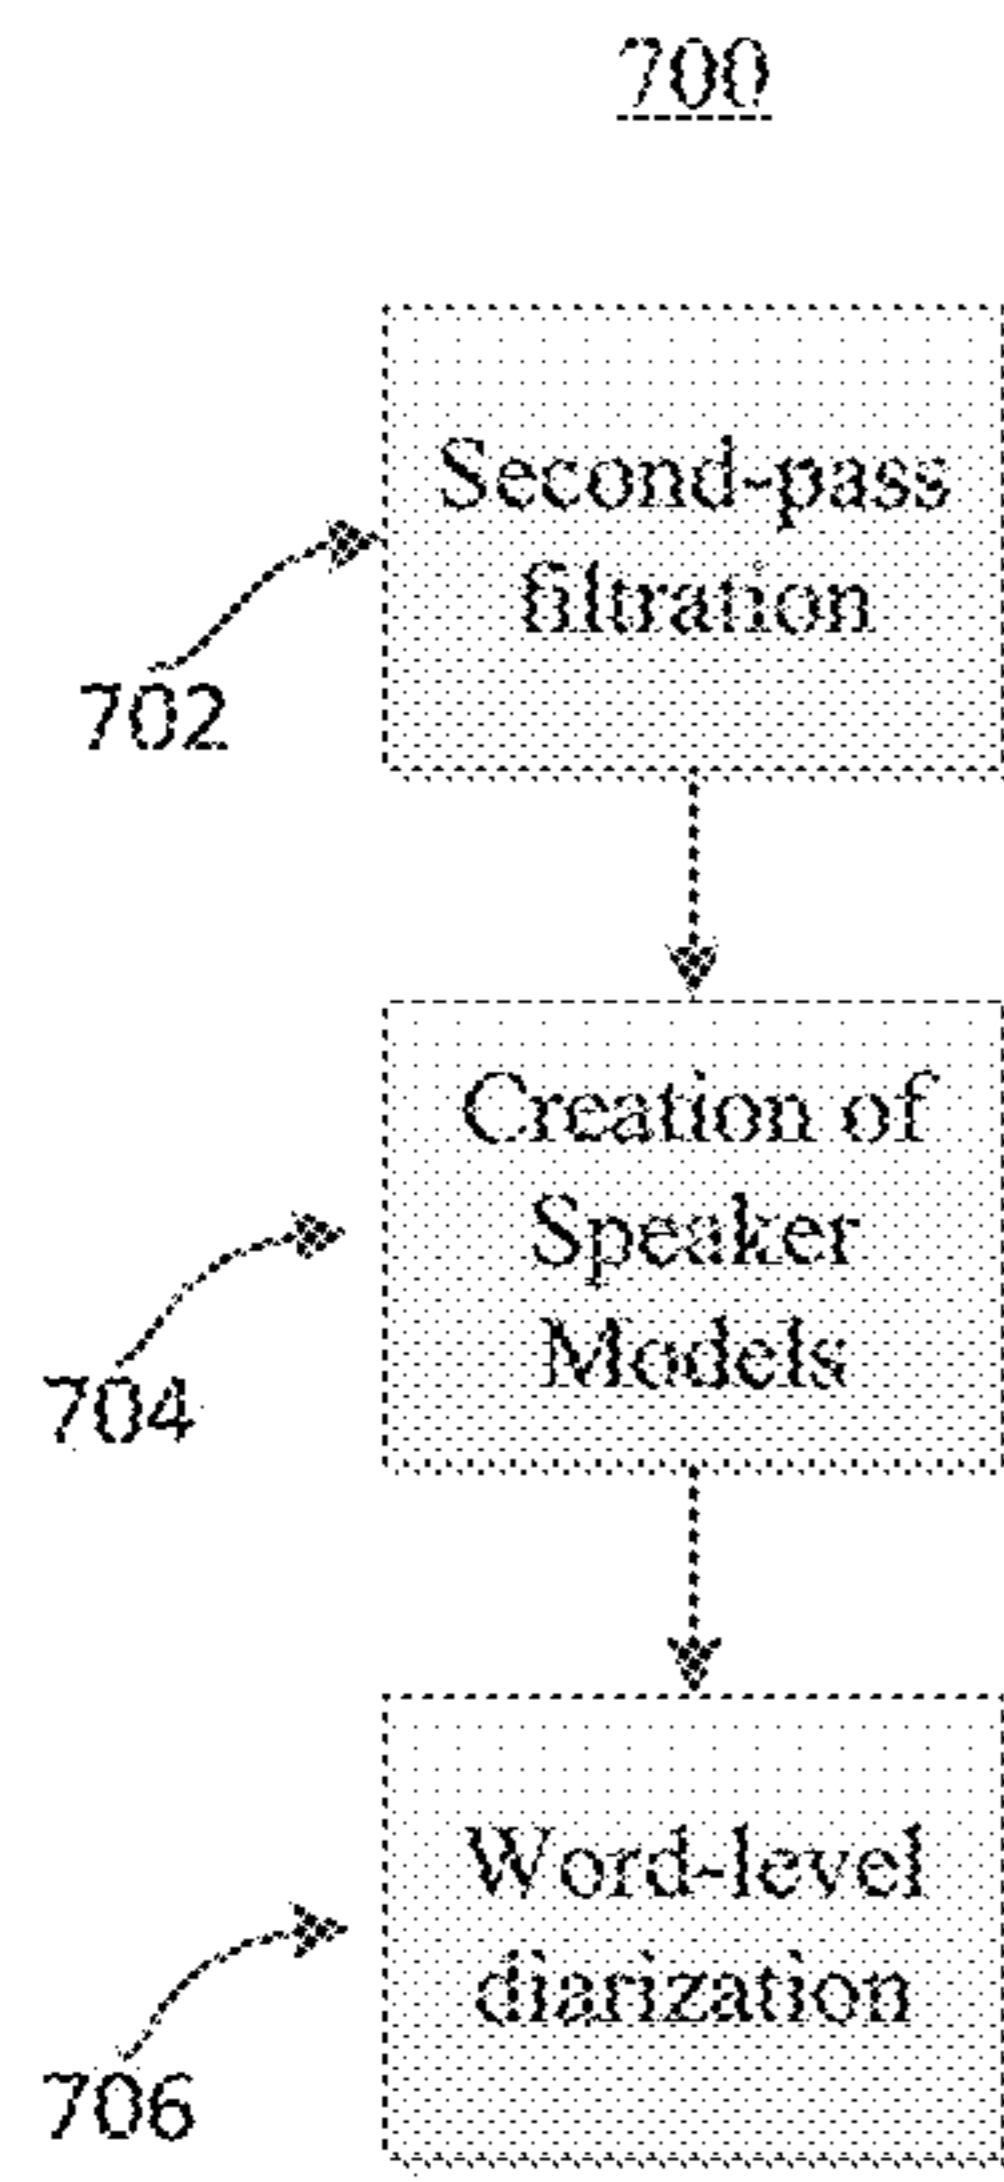 700
Second-pass
filtration
702
Creation of
Speaker
Models
704
Word-level
diarization
706